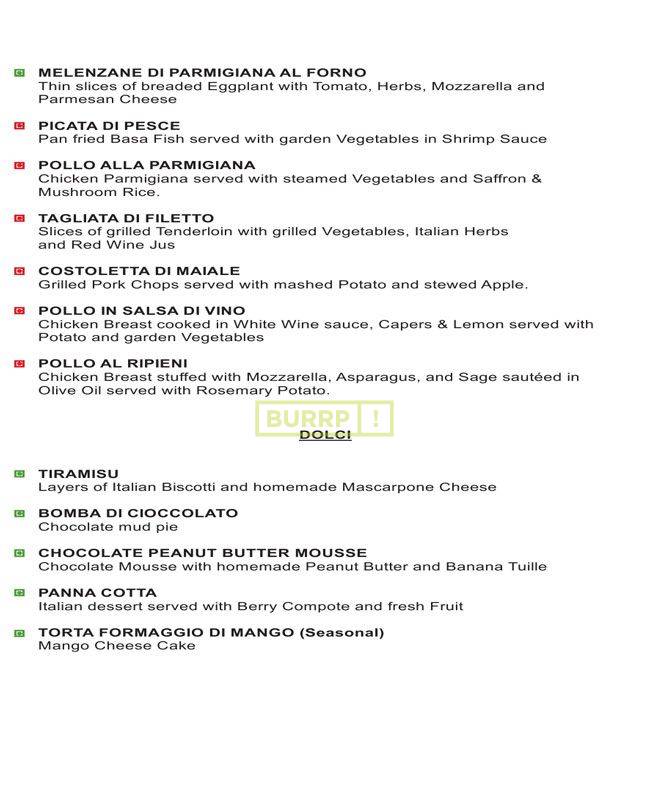 MELENZANE DI PARMIGIANA AL FORNO
Thin slices of breaded Eggplant with Tomato, Herbs, Mozzarella and
Parmesan Cheese
PICATA DI PESCE
Pan fried Basa Fish served with garden Vegetables in Shrimp Sauce
POLLO ALLA PARMIGIANA
Chicken Parmigiana served with steamed Vegetables and Saffron &
Mushroom Rice.
TAGLIATA DI FILETTO
Slices of grilled Tenderloin with grilled Vegetables, Italian Herbs
and Red Wine Jus
COSTOLETTA DI MAIALE
Grilled Pork Chops served with mashed Potato and stewed Apple.
POLLO IN SALSA DI VINO
Chicken Breast cooked in White Wine sauce, Capers & Lemon served with
Potato and garden Vegetables
POLLO AL RIPIENI
Chicken Breast stuffed with Mozzarella, Asparagus, and Sage sautéed in
Olive Oil served with Rosemary Potato.
BURRP !
DOLCI
TIRAMISU
Layers of Italian Biscotti and homemade Mascarpone Cheese
BOMBA DI CIOCCOLATO
Chocolate mud pie
CHOCOLATE PEANUT BUTTER MOUSSE
Chocolate Mousse with homemade Peanut Butter and Banana Tuille
PANNA COTTA
Italian dessert served with Berry Compote and fresh Fruit
TORTA FORMAGGIO DI MANGO (Seasonal)
Mango Cheese Cake